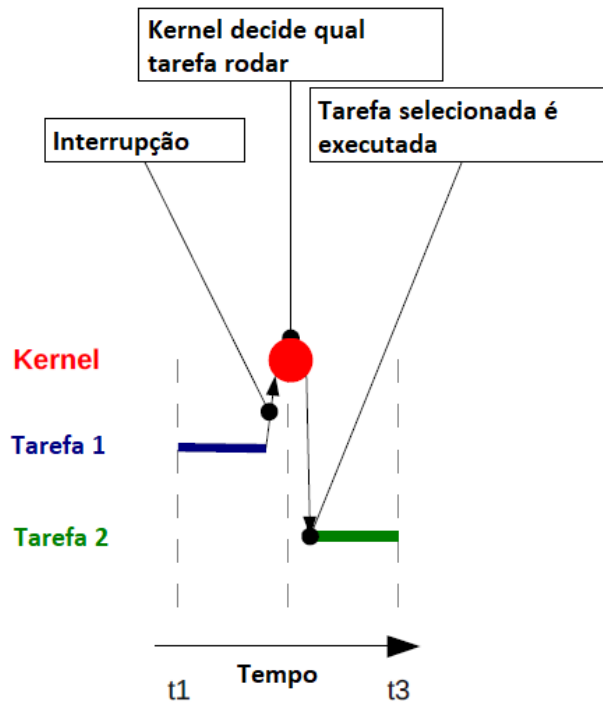 Kernel decide qual
tarefa rodar
Tarefa selecionada é
executada
Interrupção
Kernel
Tarefa 1
Tarefa 2
Tempo
t1
t3